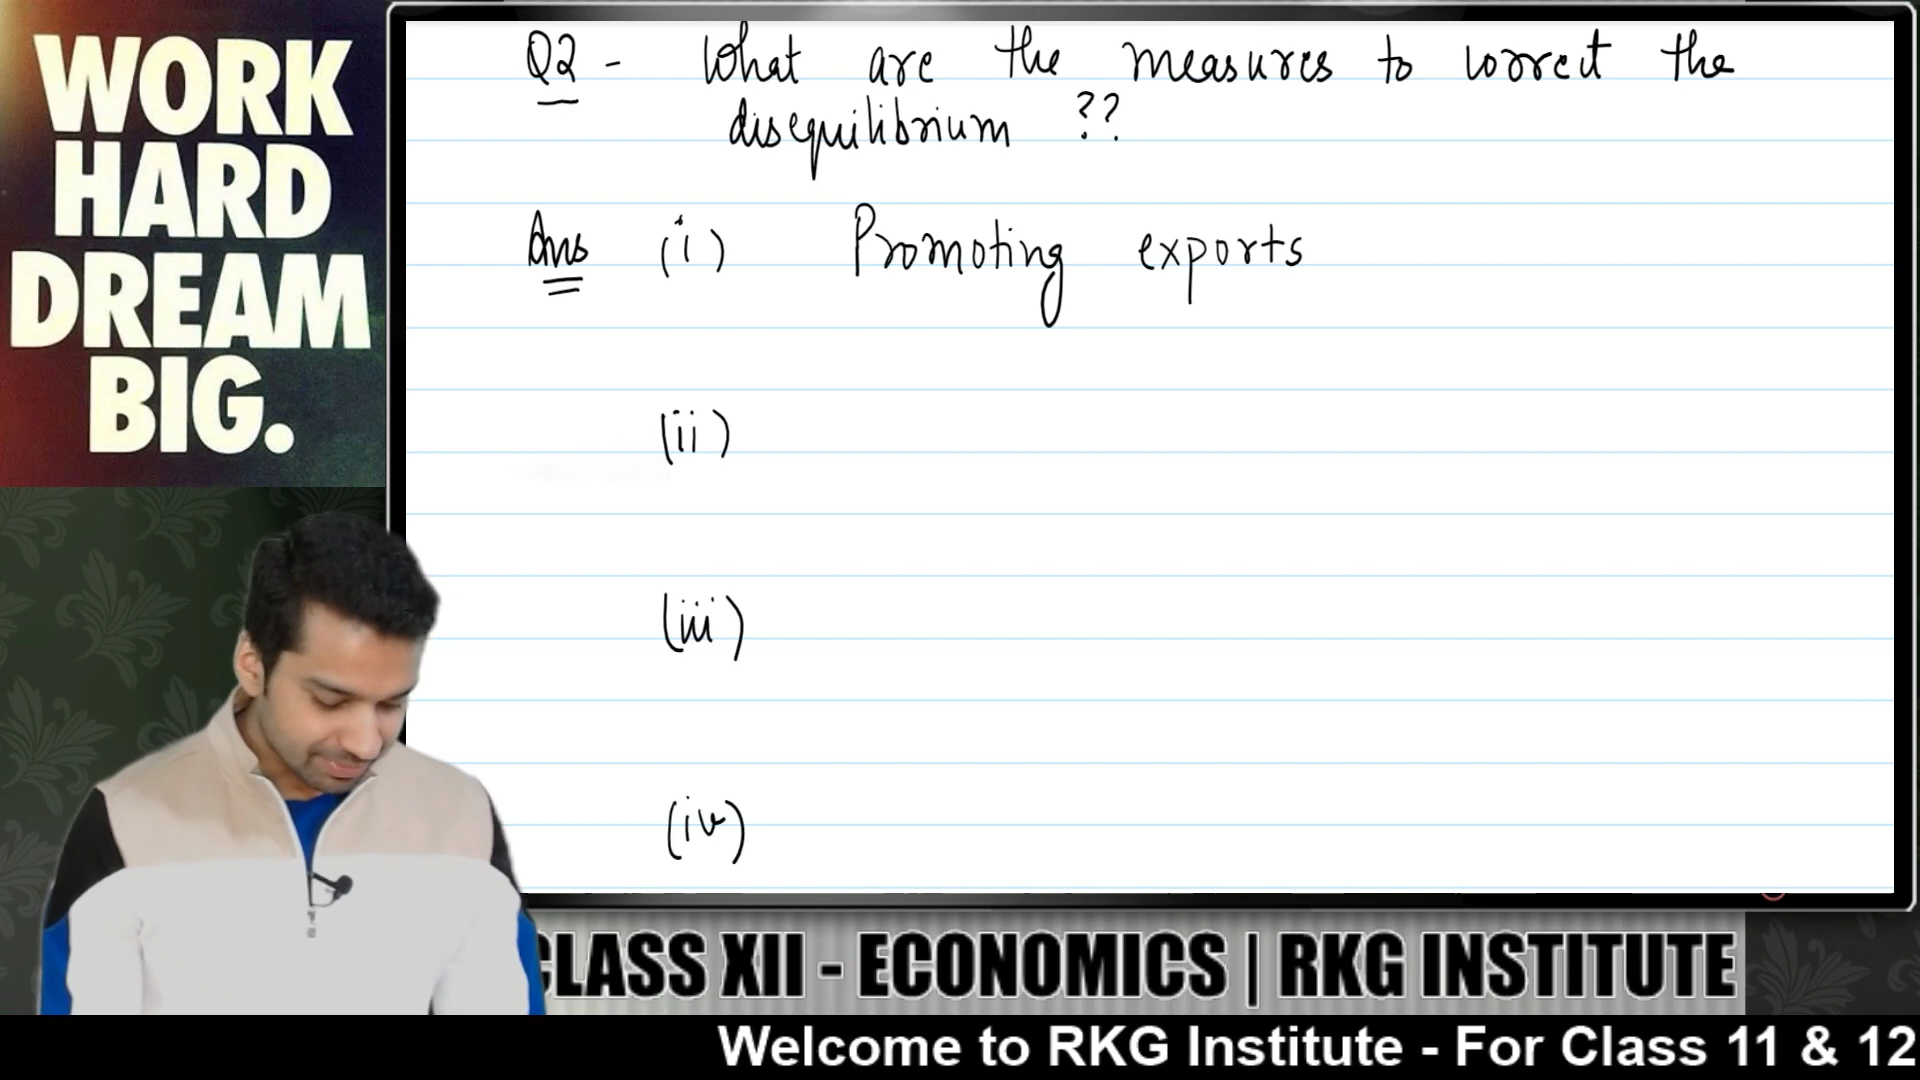 WORK
HARD
DREAM
BIG.
Q2 - What are the measures to correct the
disequilibrium ??
Ans (i) Promoting exports
(ii)
(iii)
(iv)
CLASS XII - ECONOMICS | RKG INSTITUTE
Welcome to RKG Institute - For Class 11 & 12